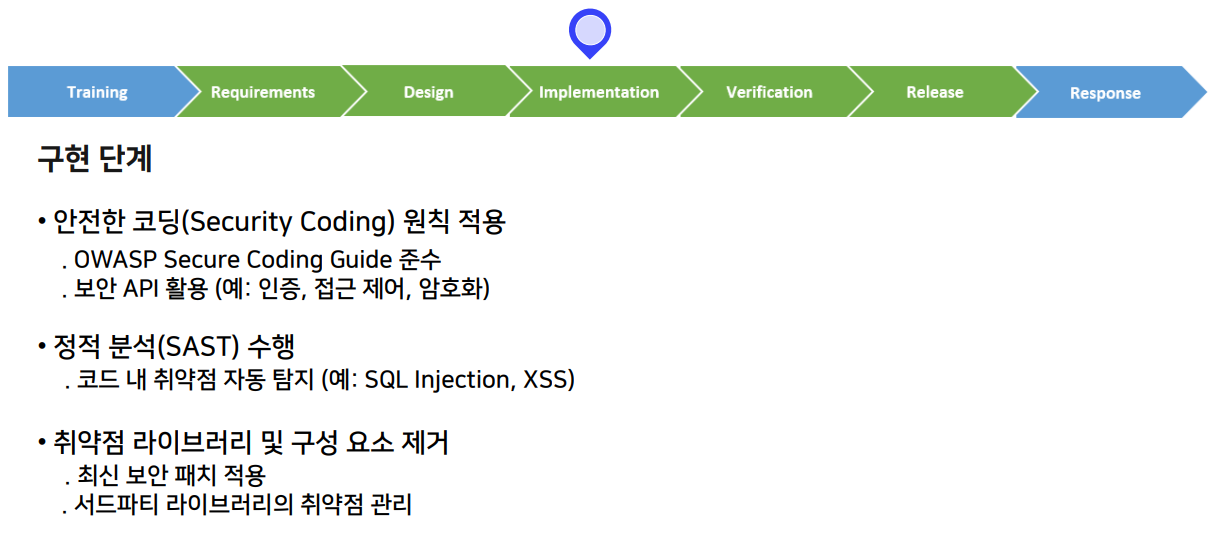 Training
Requirements
Design
Implementation
Verification
Release
Response
구현 단계
• 안전한 코딩(Security Coding) 원칙 적용
. OWASP Secure Coding Guide 준수
. 보안 API 활용 (예: 인증, 접근 제어, 암호화)
• 정적 분석(SAST) 수행
. 코드 내 취약점 자동 탐지 (예: SQL Injection, XSS)
• 취약점 라이브러리 및 구성 요소 제거
. 최신 보안 패치 적용
. 서드파티 라이브러리의 취약점 관리